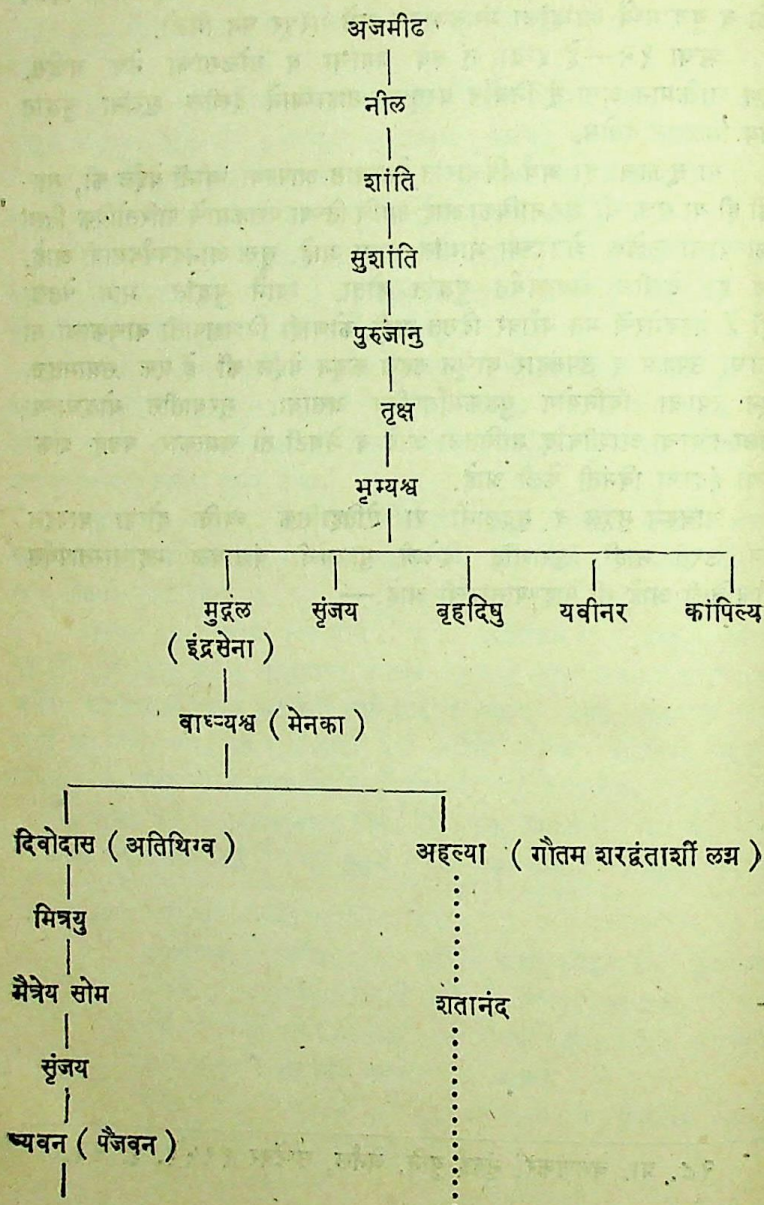 अजमीढ
नील
शांति
सुशांति
पुरुजानु
तृक्ष
भृम्यश्व
मुद्गल सृंजय बृहदिषु यवीनर कांपिल्य
( इंद्रसेना )
वाध्न्यश्व ( मेनका )
दिवोदास ( अतिथिग्व ) अहल्या ( गौतम शरद्वंताशीं लग्न )
मित्रयु
मैत्रेय सोम शतानंद
सृंजय
च्यवन ( पैजवन )